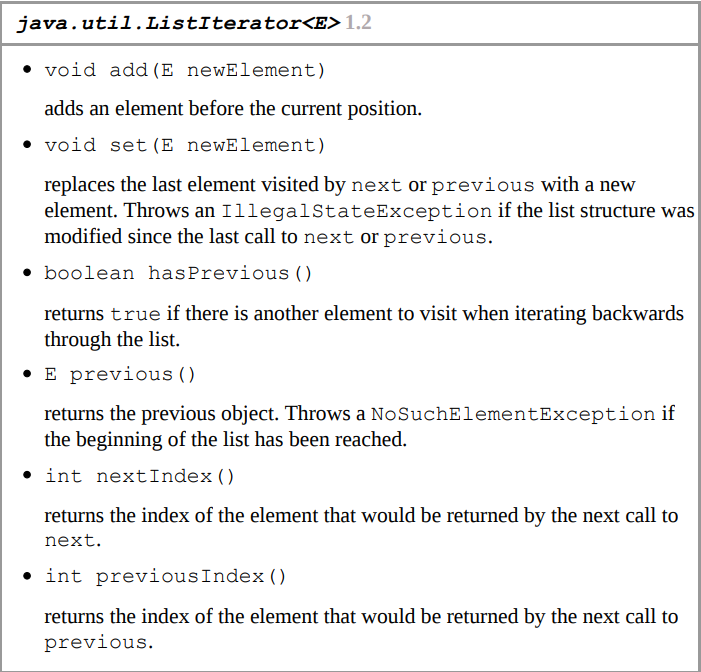 java.util.ListIterator<E> 1.2
• void add(E newElement)
adds an element before the current position.
• void set(E newElement)
replaces the last element visited by next or previous with a new
element. Throws an IllegalStateException if the list structure was
modified since the last call to next or previous.
• boolean hasPrevious()
returns true if there is another element to visit when iterating backwards
through the list.
• E previous()
returns the previous object. Throws a NoSuchElementException if
the beginning of the list has been reached.
• int nextIndex()
returns the index of the element that would be returned by the next call to
next.
• int previousIndex()
returns the index of the element that would be returned by the next call to
previous.